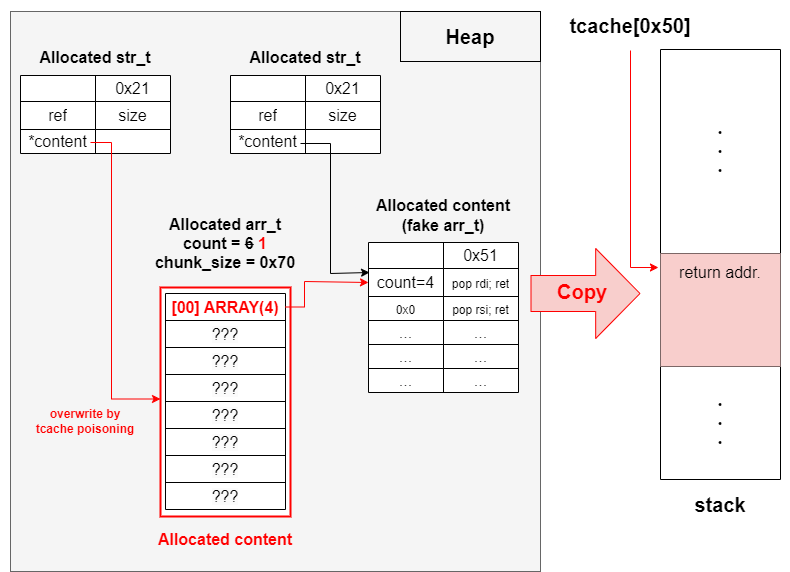 Heap
tcache[0x50]
Allocated str_t
0x21
ref size
*content
Allocated str_t
0x21
ref size
*content
Allocated arr_t
count = 6 1
chunk_size = 0x70
[00] ARRAY(4)
???
???
???
???
???
???
???
Allocated content
overwrite by
tcache poisoning
Allocated content
(fake arr_t)
0x51
count=4 pop rdi; ret
0x0 pop rsi; ret
... ...
... ...
... ...
Copy
return addr.
stack